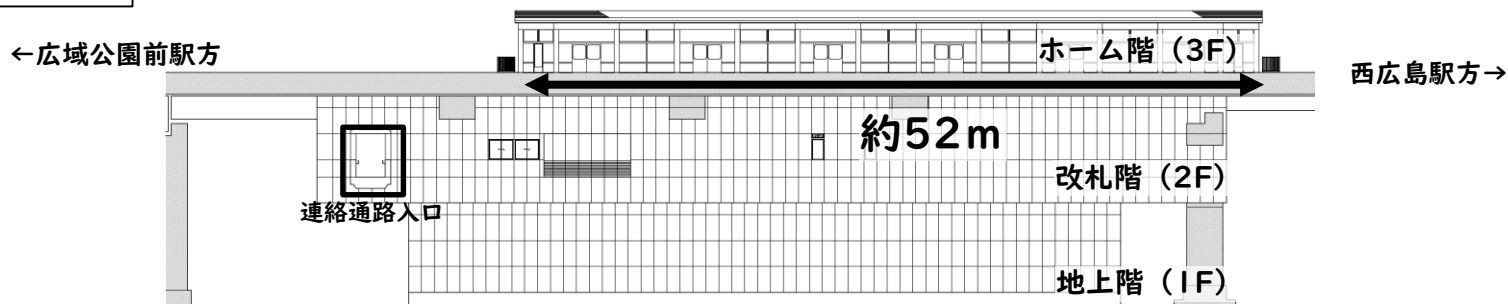 ←広域公園前駅方
ホーム階（3F）
西広島駅方→
約52m
改札階（2F）
連絡通路入口
地上階（1F）